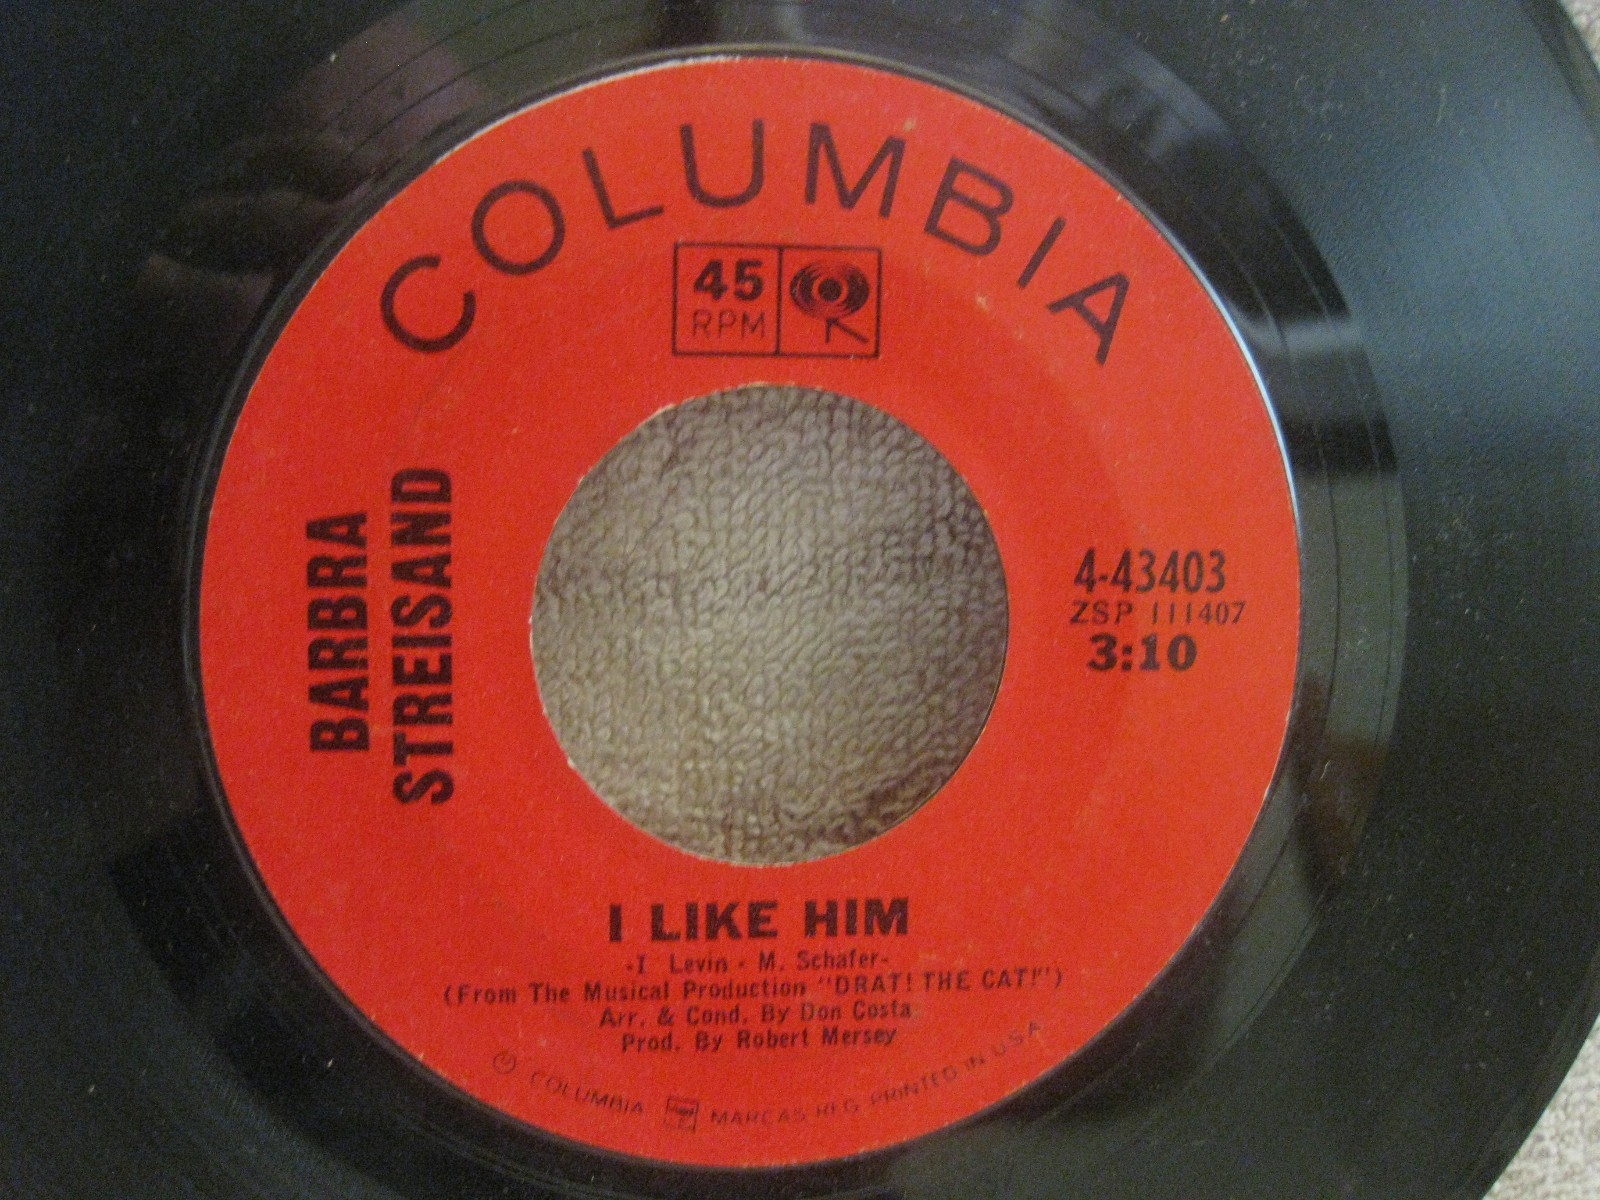 COLUMBIA
45
RPM
BARBRA
STREISAND
4-43403
ZSP 111407
3:10
I LIKE HIM
-I Levin - M. Schafer-
(From The Musical Production "DRAT! THE CAT!")
Arr. & Cond. By Don Costa
Prod. By Robert Mersey
COLUMBIA MARCAS REG. PRINTED IN U S A